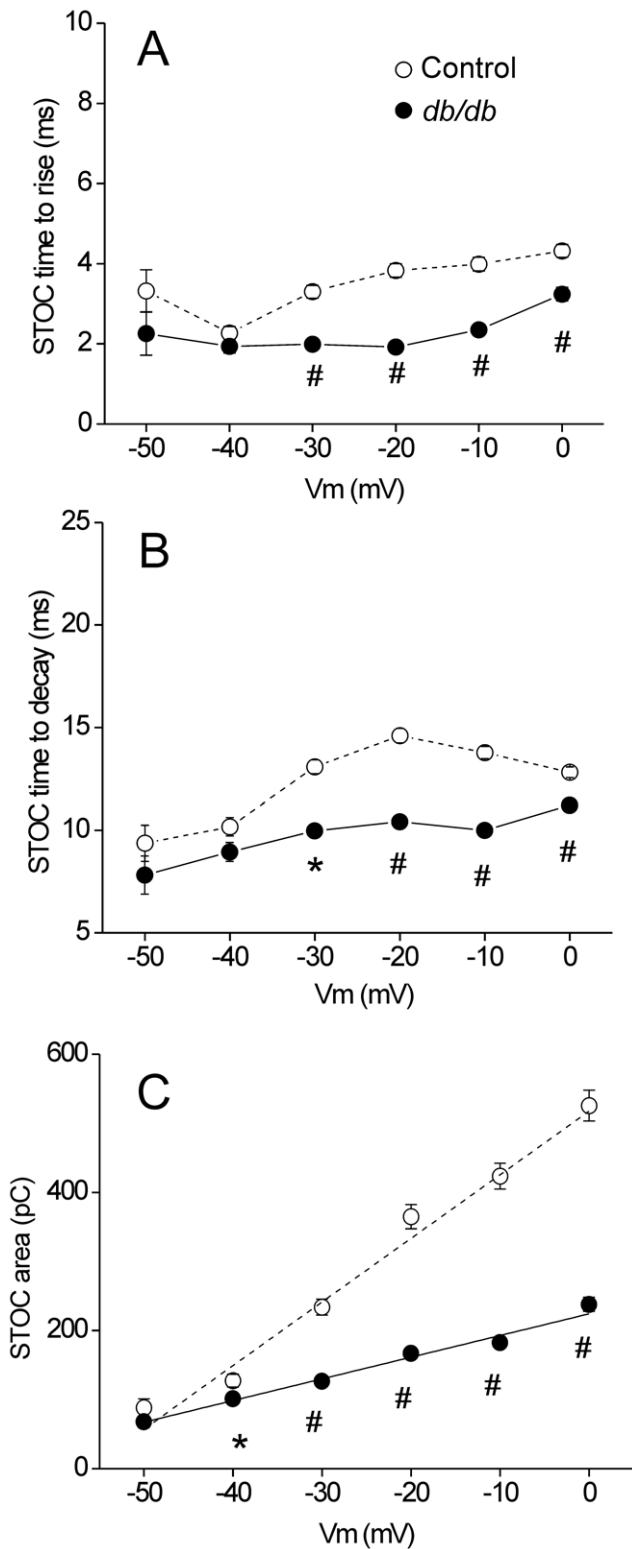 A
Control
db/db
STOC time to rise (ms)
10
8
6
4
2
0
# # # #
-50 -40 -30 -20 -10 0
Vm (mV)
B
STOC time to decay (ms)
25
20
15
10
5
* # # #
-50 -40 -30 -20 -10 0
Vm (mV)
C
STOC area (pC)
600
400
200
0
* # # # #
-50 -40 -30 -20 -10 0
Vm (mV)